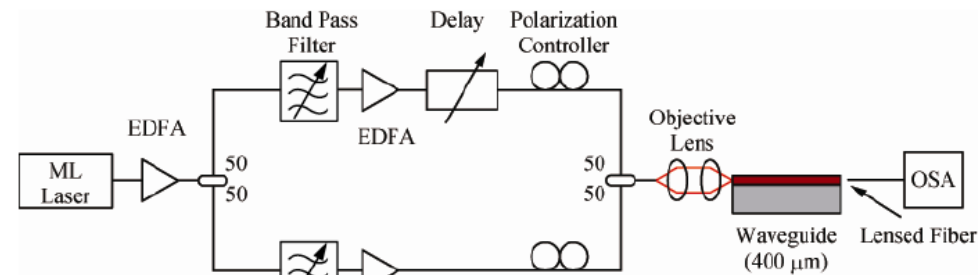 Band Pass
Filter
Delay
Polarization
Controller
EDFA
EDFA
Objective
Lens
ML
Laser
50
50
50
50
OSA
Waveguide
(400 μm)
Lensed Fiber